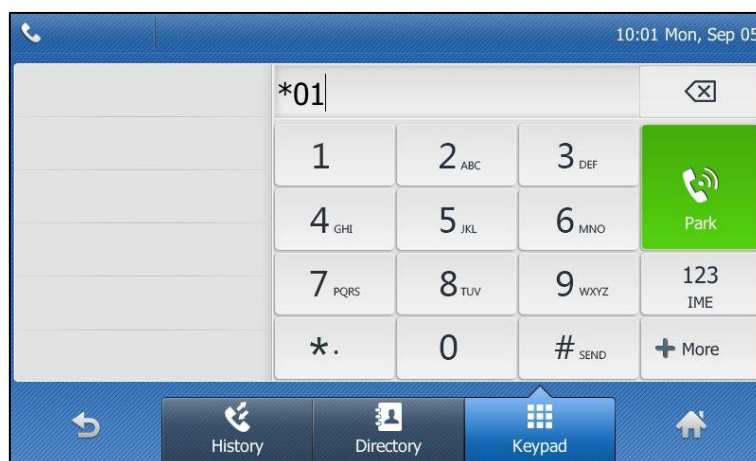 10:01 Mon, Sep 05
*01
1
2 ABC
3 DEF
Park
4 GHI
5 JKL
6 MNO
7 PQRS
8 TUV
9 WXYZ
123
IME
* .
0
# SEND
+ More
History
Directory
Keypad